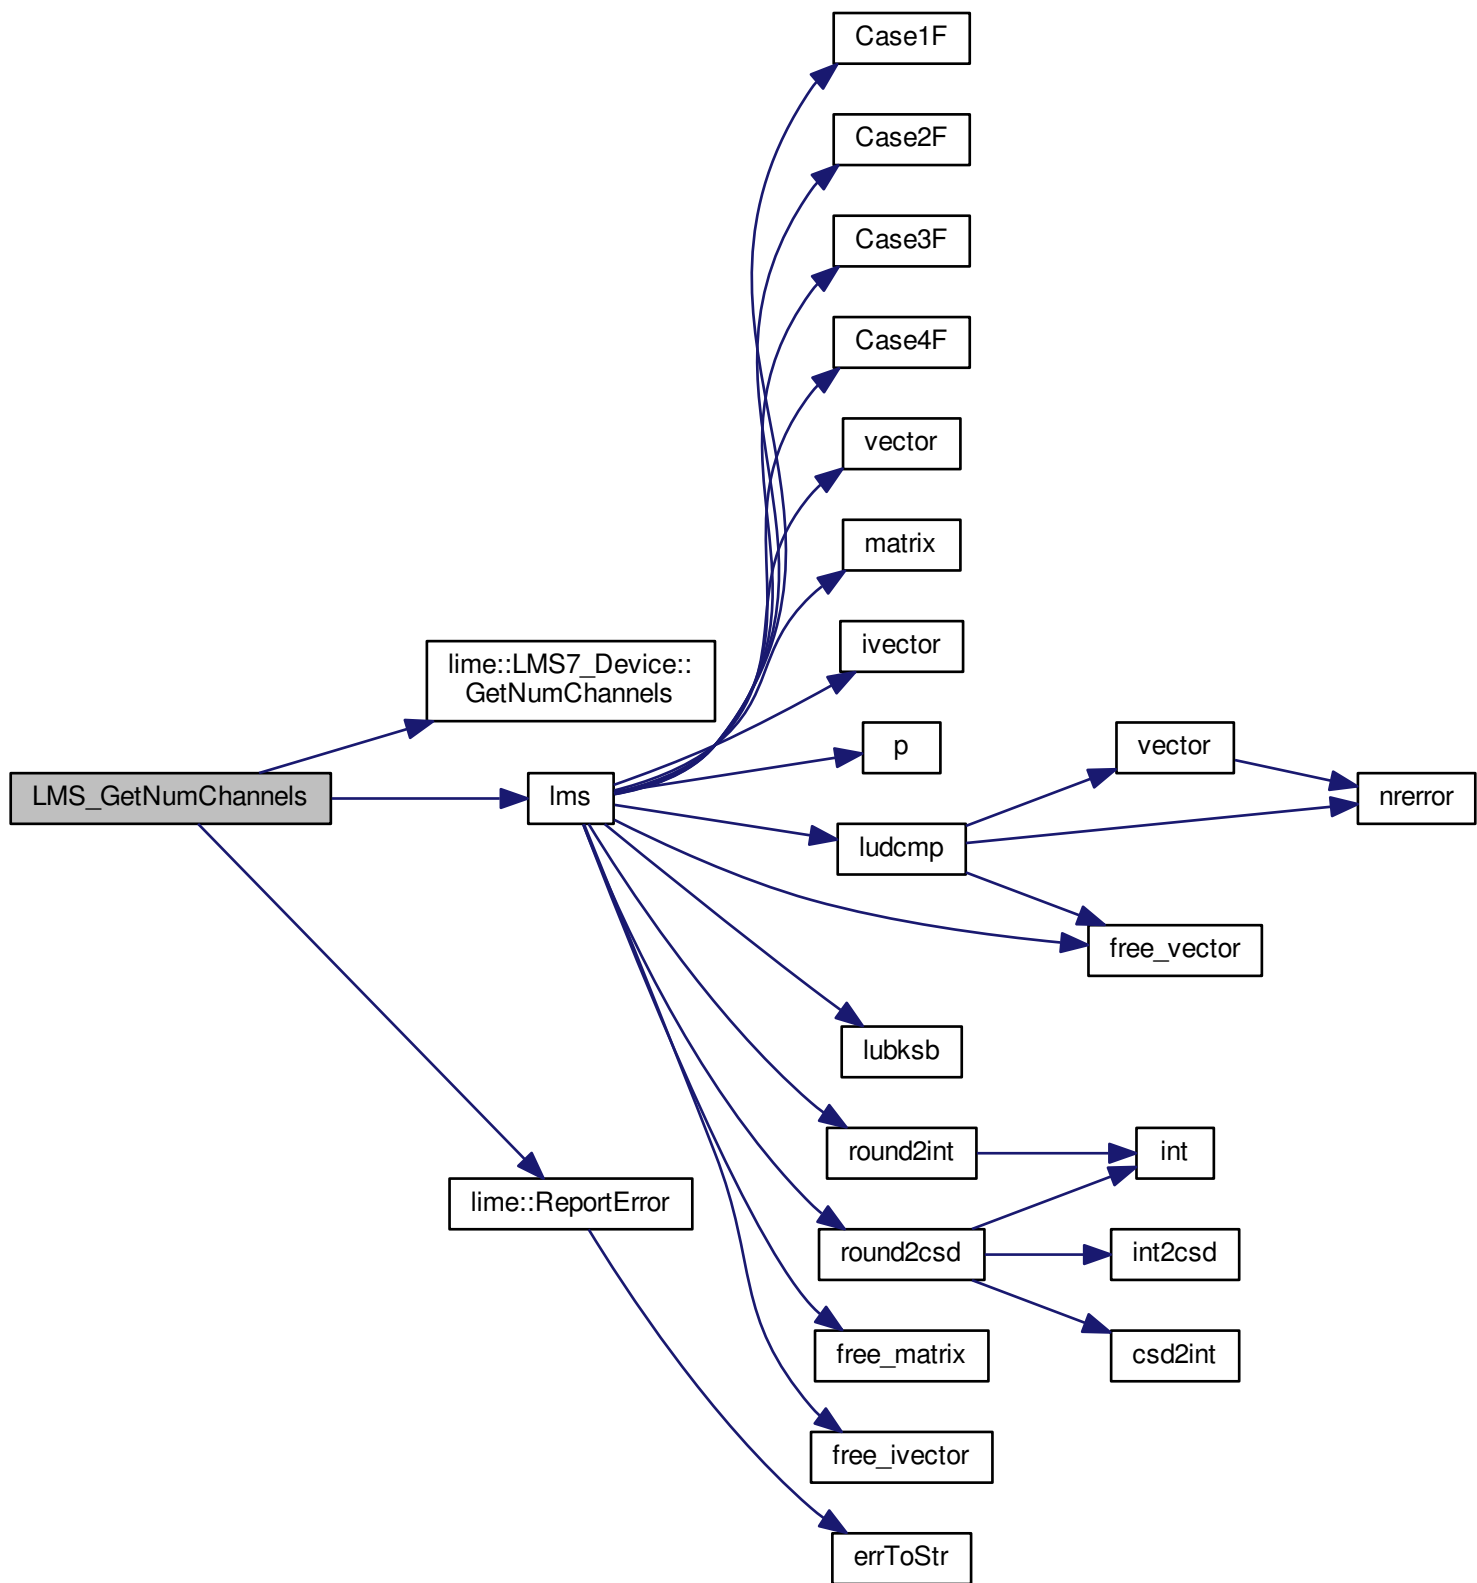 Case1F
Case2F
Case3F
Case4F
vector
matrix
lime::LMS7_Device::
GetNumChannels
ivector
p
vector
LMS_GetNumChannels
lms
nrerror
ludcmp
free_vector
lubksb
round2int
int
lime::ReportError
round2csd
int2csd
free_matrix
csd2int
free_ivector
errToStr